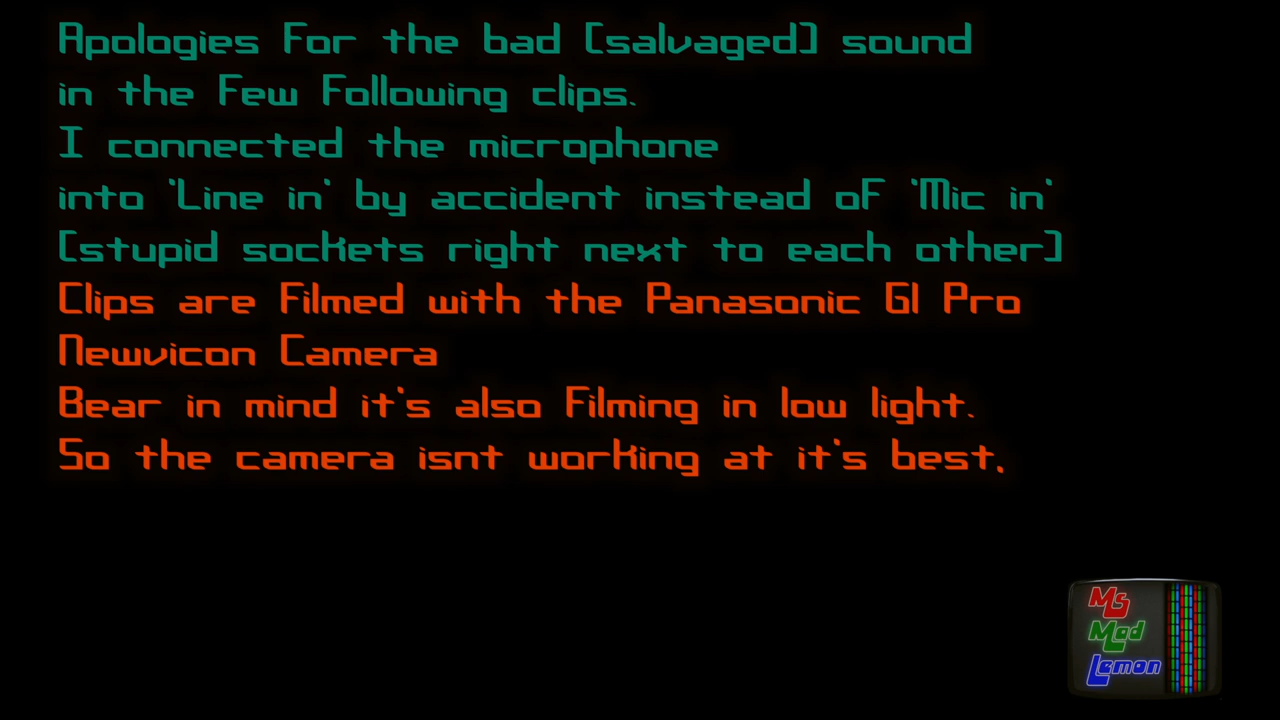 Apologies for the bad (salvaged) sound
in the few following clips.
I connected the microphone
into 'Line in' by accident instead of 'Mic in'
(stupid sockets right next to each other)
Clips are filmed with the Panasonic G1 Pro
Newvicon Camera
Bear in mind it's also filming in low light.
So the camera isnt working at it's best.
Ms
Mad
Lemon